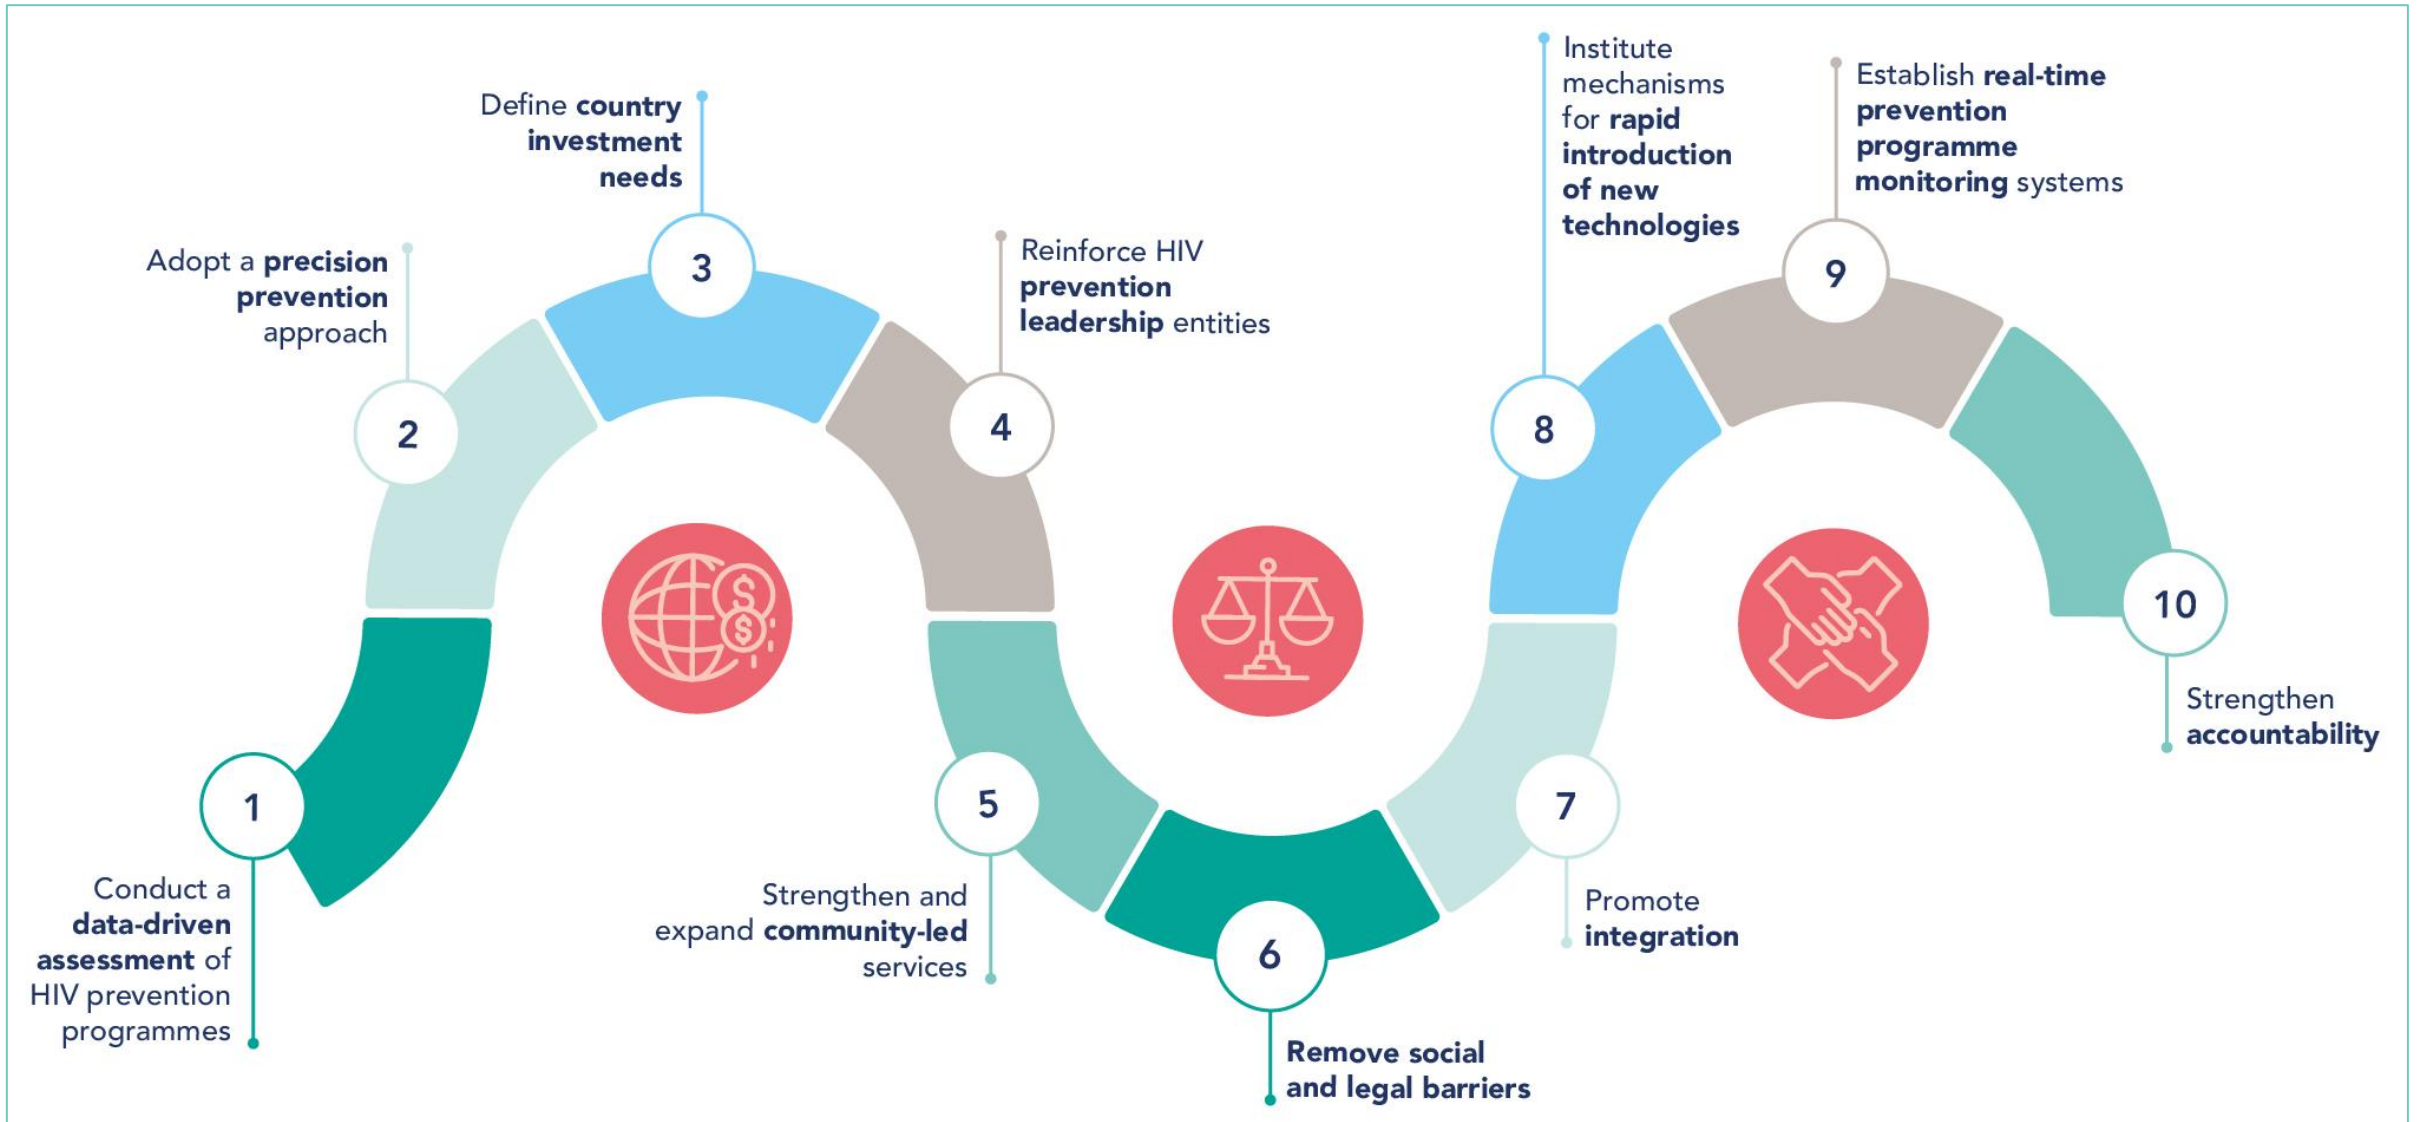 1
Conduct a
data-driven
assessment of
HIV prevention
programmes
2
Adopt a precision
prevention
approach
3
Define country
investment
needs
4
Reinforce HIV
prevention
leadership entities
5
Strengthen and
expand community-led
services
6
Remove social
and legal barriers
7
Promote
integration
8
Institute
mechanisms
for rapid
introduction
of new
technologies
9
Establish real-time
prevention
programme
monitoring systems
10
Strengthen
accountability
$
$